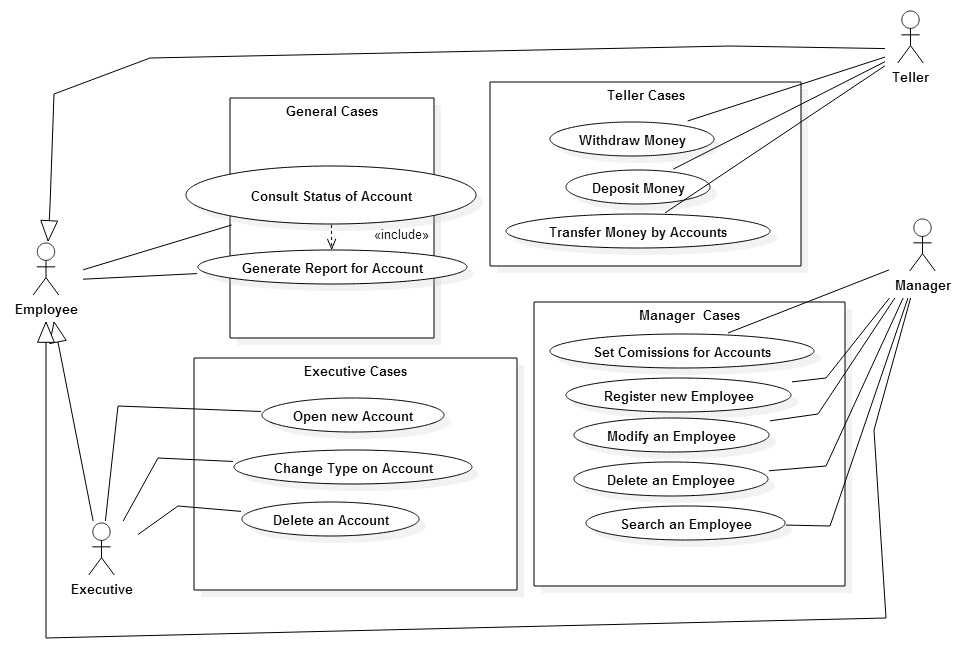 Teller
General Cases
Teller Cases
Withdraw Money
Consult Status of Account
Deposit Money
«include»
Transfer Money by Accounts
Generate Report for Account
Employee
Manager
Manager  Cases
Set Comissions for Accounts
Register new Employee
Modify an Employee
Delete an Employee
Search an Employee
Executive Cases
Open new Account
Change Type on Account
Delete an Account
Executive